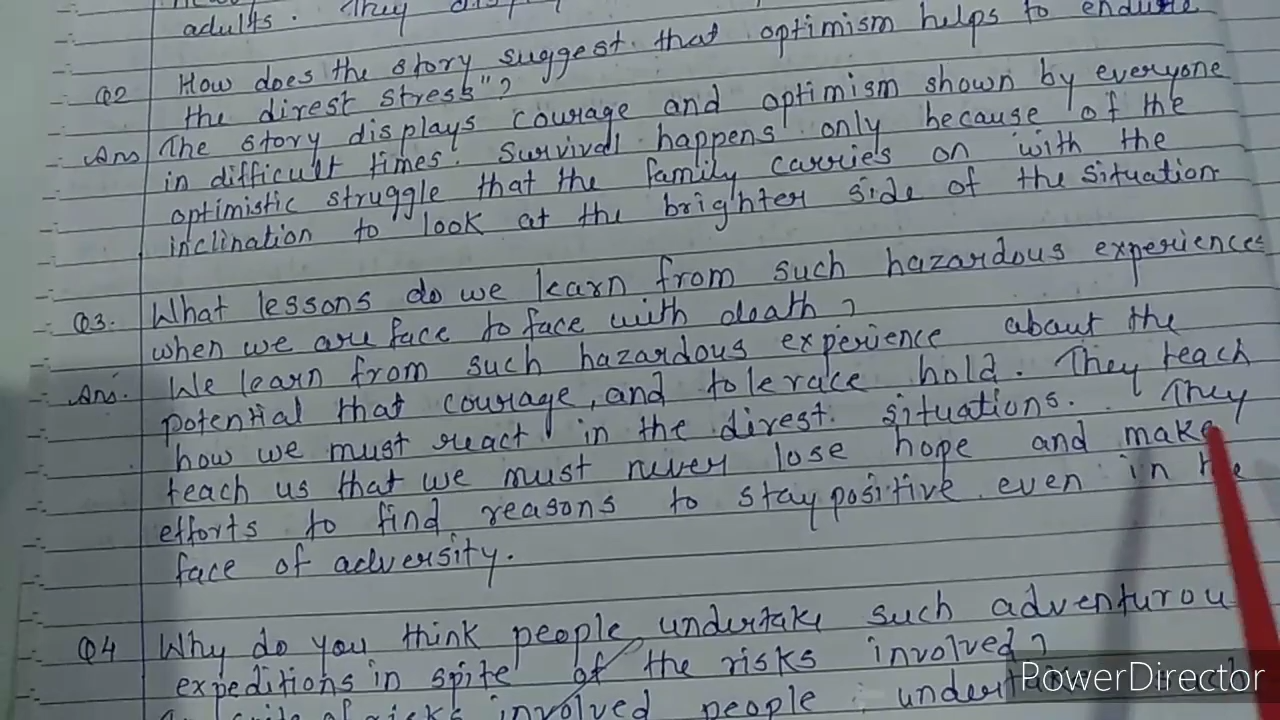 adults. They
Q2 How does the story suggest that optimism helps to endure
the direst stress"?
Ans The story displays courage and optimism shown by everyone
in difficult times. Survival happens only because of the
optimistic struggle that the family carries on with the
inclination to look at the brighter side of the situation
Q3. What lessons do we learn from such hazardous experiences
when we are face to face with death ?
Ans. We learn from such hazardous experience about the
potential that courage, and tolerace hold. They teach
how we must react in the direst situations. They
teach us that we must never lose hope and make
efforts to find reasons to stay positive even in the
face of adversity.
Q4 Why do you think people undertake such adventurou
expeditions in spite of the risks involved ?
risks involved people
PowerDirector